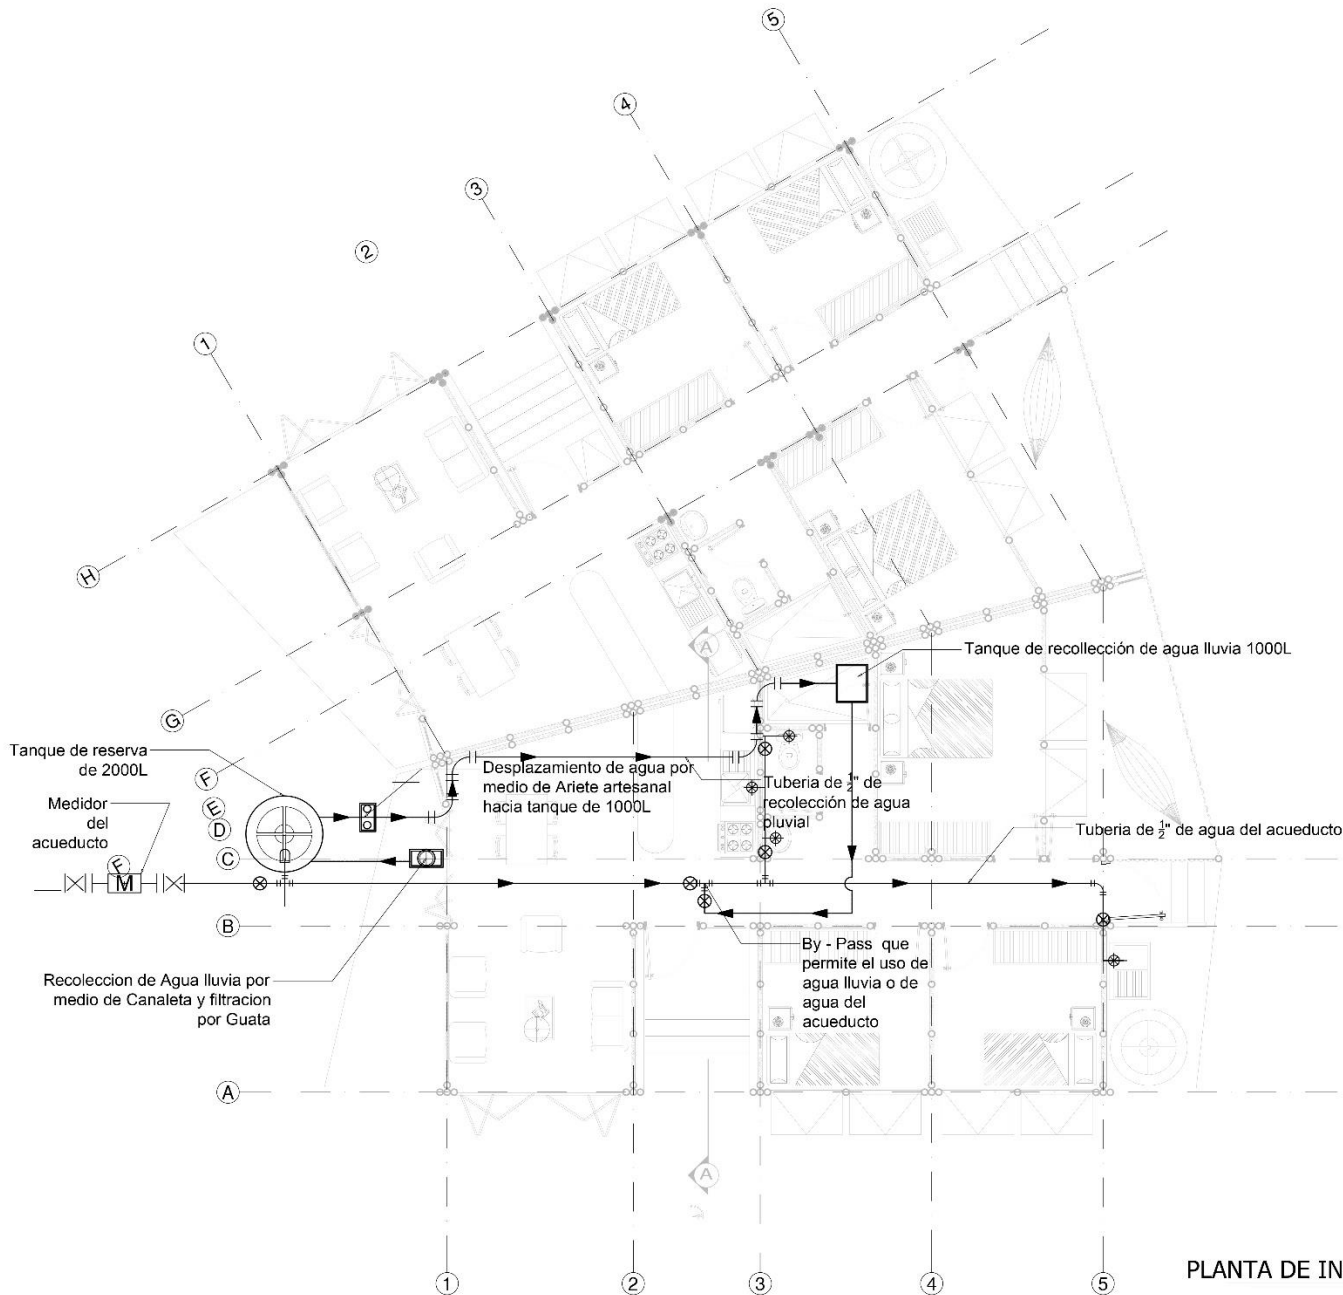 5
4
3
2
1
H
G
A
Tanque de recollección de agua lluvia 1000L
Tanque de reserva
de 2000L
F
Medidor
del
acueducto
E
D
C
F
M
Desplazamiento de agua por
medio de Ariete artesanal
hacia tanque de 1000L
Tuberia de ½" de
recolección de agua
pluvial
Tuberia de ½" de agua del acueducto
B
By - Pass que
permite el uso de
agua lluvia o de
agua del
acueducto
Recoleccion de Agua lluvia por
medio de Canaleta y filtracion
por Guata
A
A
1
2
3
4
5
PLANTA DE IN